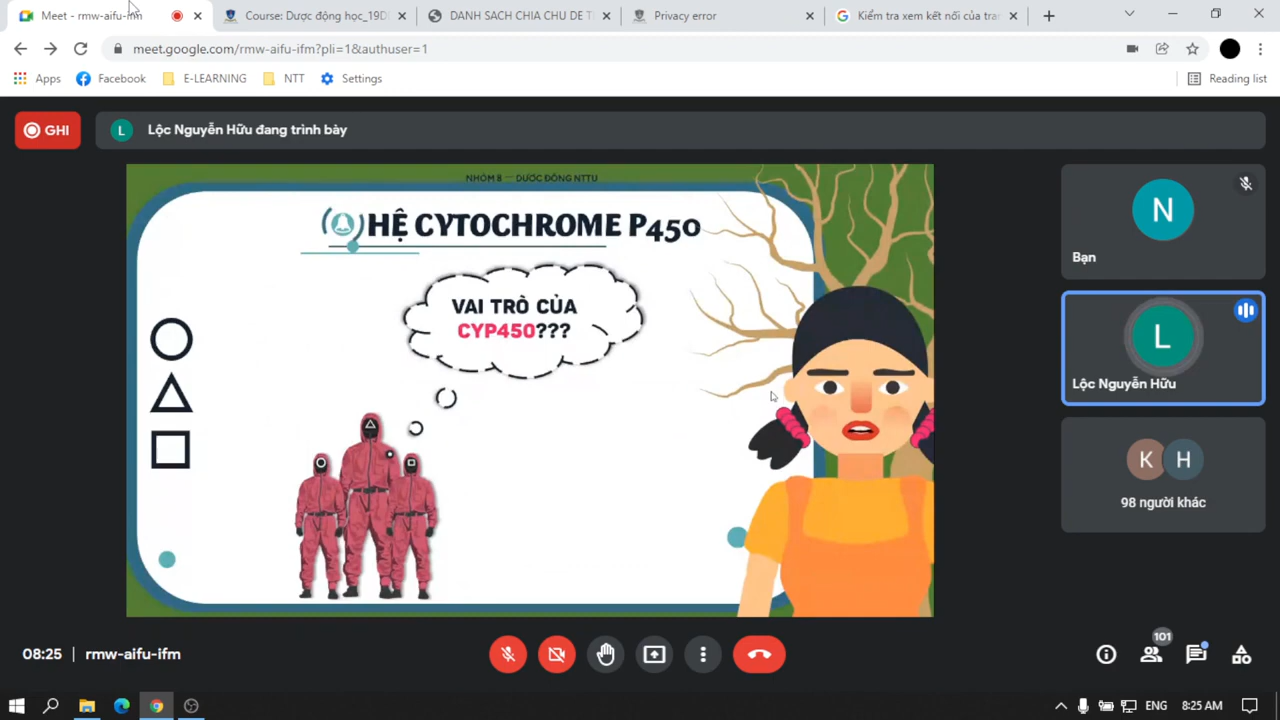 Meet - rmw-aifu-ifm
Course: Dược động học_19D
DANH SACH CHIA CHU DE T
Privacy error
Kiểm tra xem kết nối của tra
meet.google.com/rmw-aifu-ifm?pli=1&authuser=1
Apps
Facebook
E-LEARNING
NTT
Settings
Reading list
GHI
L
Lộc Nguyễn Hữu đang trình bày
NHÓM 8 — DƯỢC ĐỘNG NTTU
HỆ CYTOCHROME P450
VAI TRÒ CỦA
CYP450???
N
Bạn
L
Lộc Nguyễn Hữu
K
H
98 người khác
08:25 | rmw-aifu-ifm
101
ENG
8:25 AM